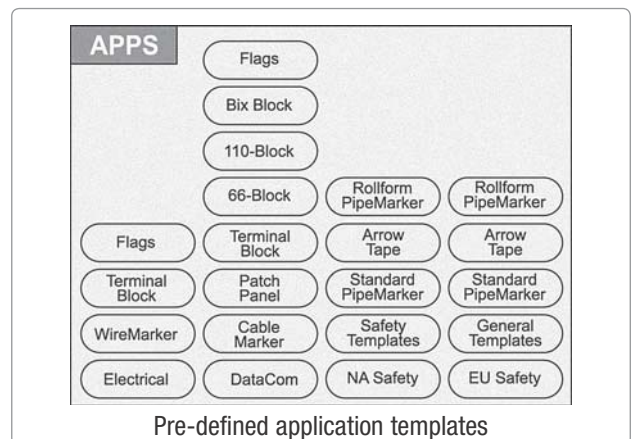 APPS
Flags
Bix Block
110-Block
66-Block
Rollform
PipeMarker
Rollform
PipeMarker
Flags
Terminal
Block
Arrow
Tape
Arrow
Tape
Terminal
Block
Patch
Panel
Standard
PipeMarker
Standard
PipeMarker
WireMarker
Cable
Marker
Safety
Templates
General
Templates
Electrical
DataCom
NA Safety
EU Safety
Pre-defined application templates